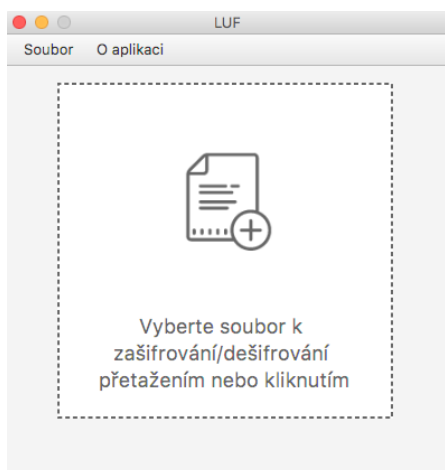 LUF
Soubor O aplikaci
Vyberte soubor k
zašifrování/dešifrování
přetažením nebo kliknutím